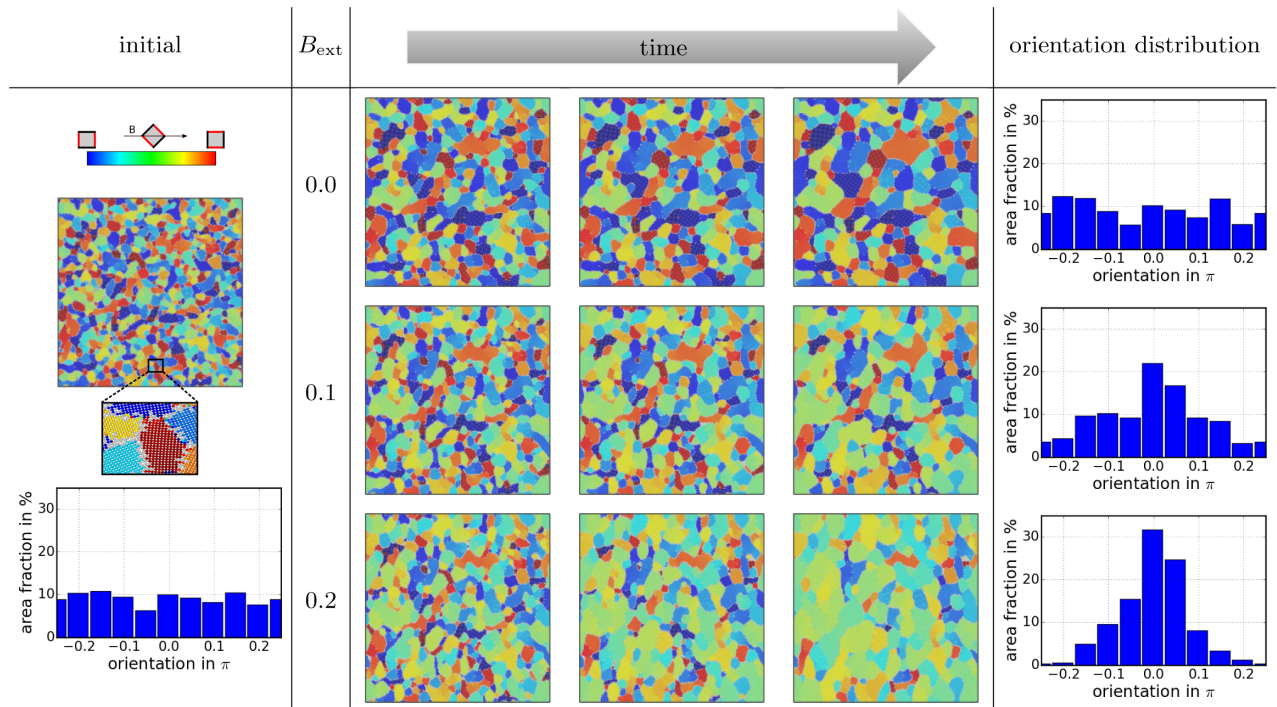 initial
B_ext
time
orientation distribution
B
0.0
0.1
0.2
area fraction in %
30
20
10
0
−0.2 −0.1 0.0 0.1 0.2
orientation in π
area fraction in %
30
20
10
0
−0.2 −0.1 0.0 0.1 0.2
orientation in π
area fraction in %
30
20
10
0
−0.2 −0.1 0.0 0.1 0.2
orientation in π
area fraction in %
30
20
10
0
−0.2 −0.1 0.0 0.1 0.2
orientation in π